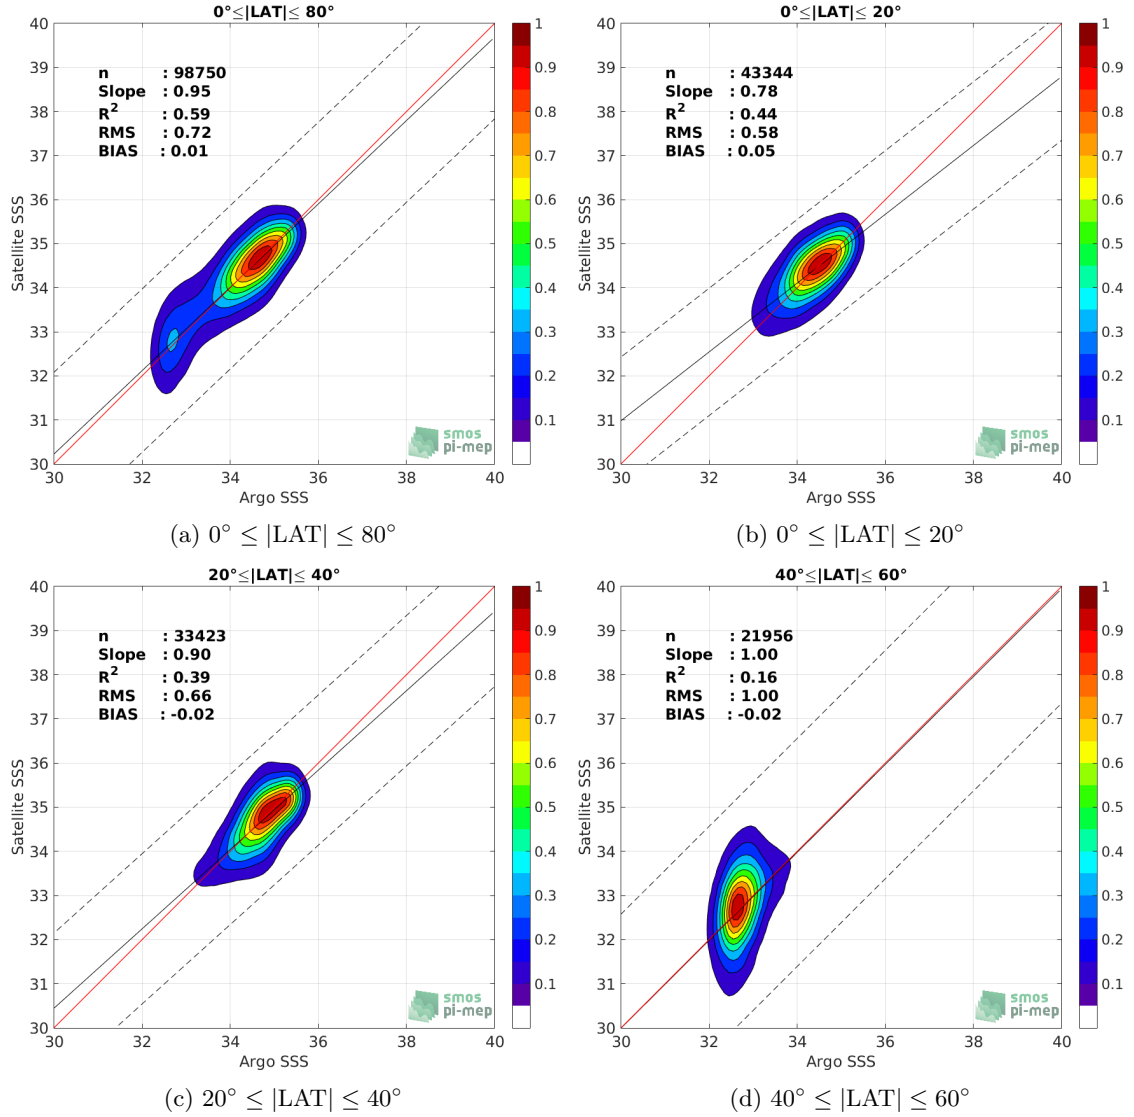 0°≤|LAT|≤ 80°
40
39
38
37
36
35
34
33
32
31
30
Satellite SSS
n : 98750
Slope : 0.95
R² : 0.59
RMS : 0.72
BIAS : 0.01
smos
pi-mep
30 32 34 36 38 40
Argo SSS
1
0.9
0.8
0.7
0.6
0.5
0.4
0.3
0.2
0.1
(a) 0° ≤ |LAT| ≤ 80°
0°≤|LAT|≤ 20°
40
39
38
37
36
35
34
33
32
31
30
Satellite SSS
n : 43344
Slope : 0.78
R² : 0.44
RMS : 0.58
BIAS : 0.05
smos
pi-mep
30 32 34 36 38 40
Argo SSS
1
0.9
0.8
0.7
0.6
0.5
0.4
0.3
0.2
0.1
(b) 0° ≤ |LAT| ≤ 20°
20°≤|LAT|≤ 40°
40
39
38
37
36
35
34
33
32
31
30
Satellite SSS
n : 33423
Slope : 0.90
R² : 0.39
RMS : 0.66
BIAS : -0.02
smos
pi-mep
30 32 34 36 38 40
Argo SSS
1
0.9
0.8
0.7
0.6
0.5
0.4
0.3
0.2
0.1
(c) 20° ≤ |LAT| ≤ 40°
40°≤|LAT|≤ 60°
40
39
38
37
36
35
34
33
32
31
30
Satellite SSS
n : 21956
Slope : 1.00
R² : 0.16
RMS : 1.00
BIAS : -0.02
smos
pi-mep
30 32 34 36 38 40
Argo SSS
1
0.9
0.8
0.7
0.6
0.5
0.4
0.3
0.2
0.1
(d) 40° ≤ |LAT| ≤ 60°